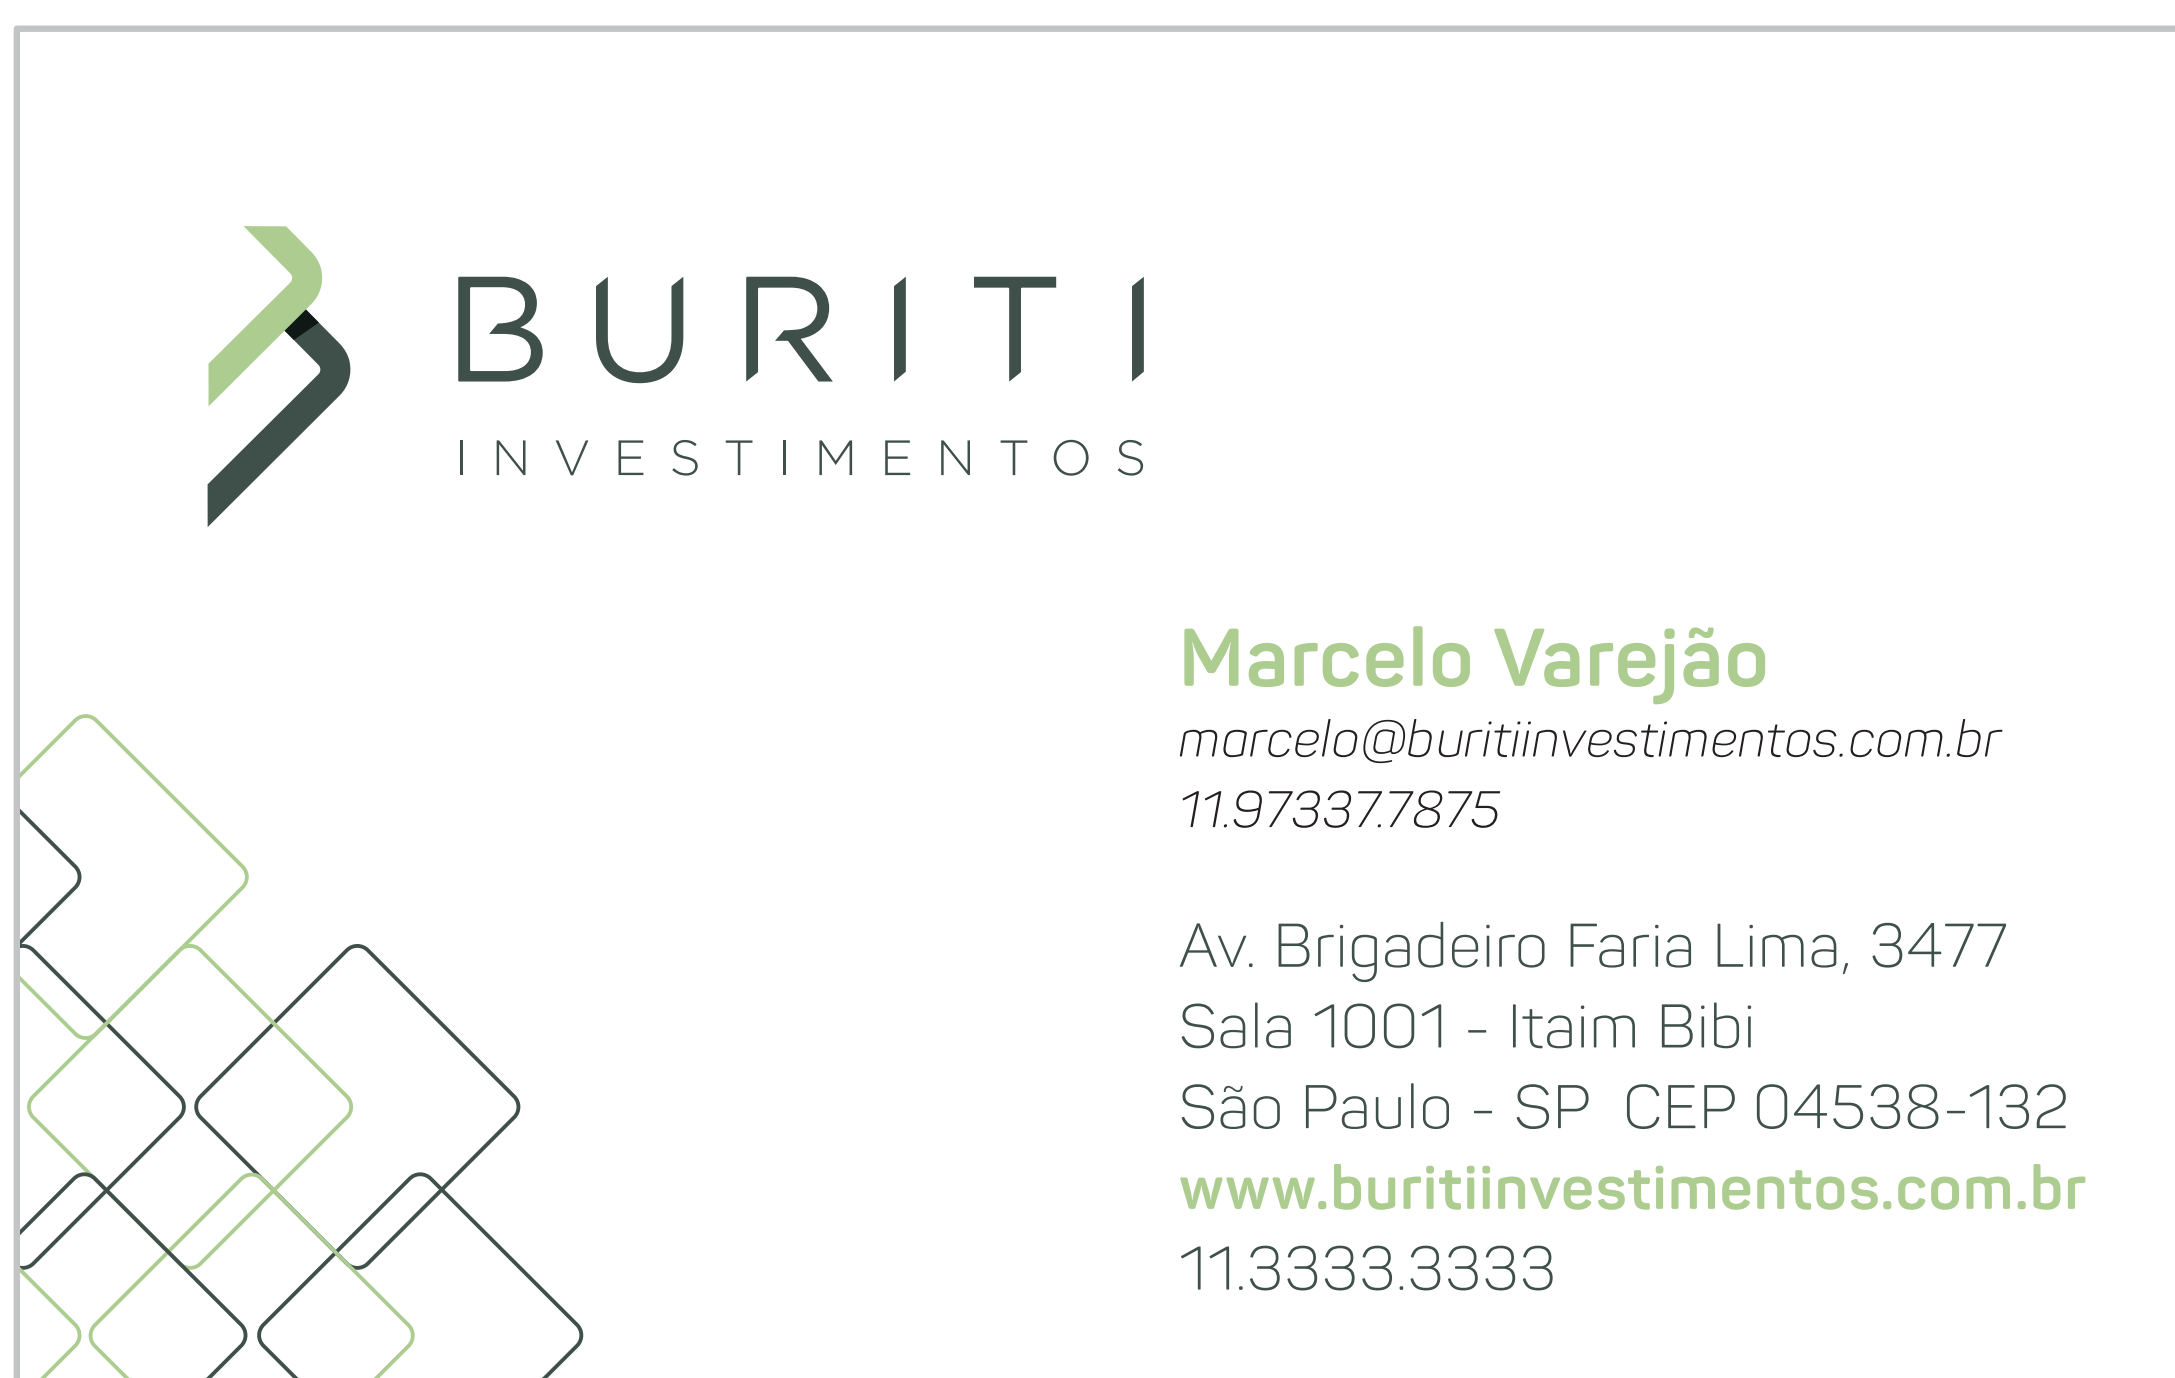 BURITI
INVESTIMENTOS
Marcelo Varejão
marcelo@buritiinvestimentos.com.br
11.97337.7875
Av. Brigadeiro Faria Lima, 3477
Sala 1001 - Itaim Bibi
São Paulo - SP  CEP 04538-132
www.buritiinvestimentos.com.br
11.3333.3333